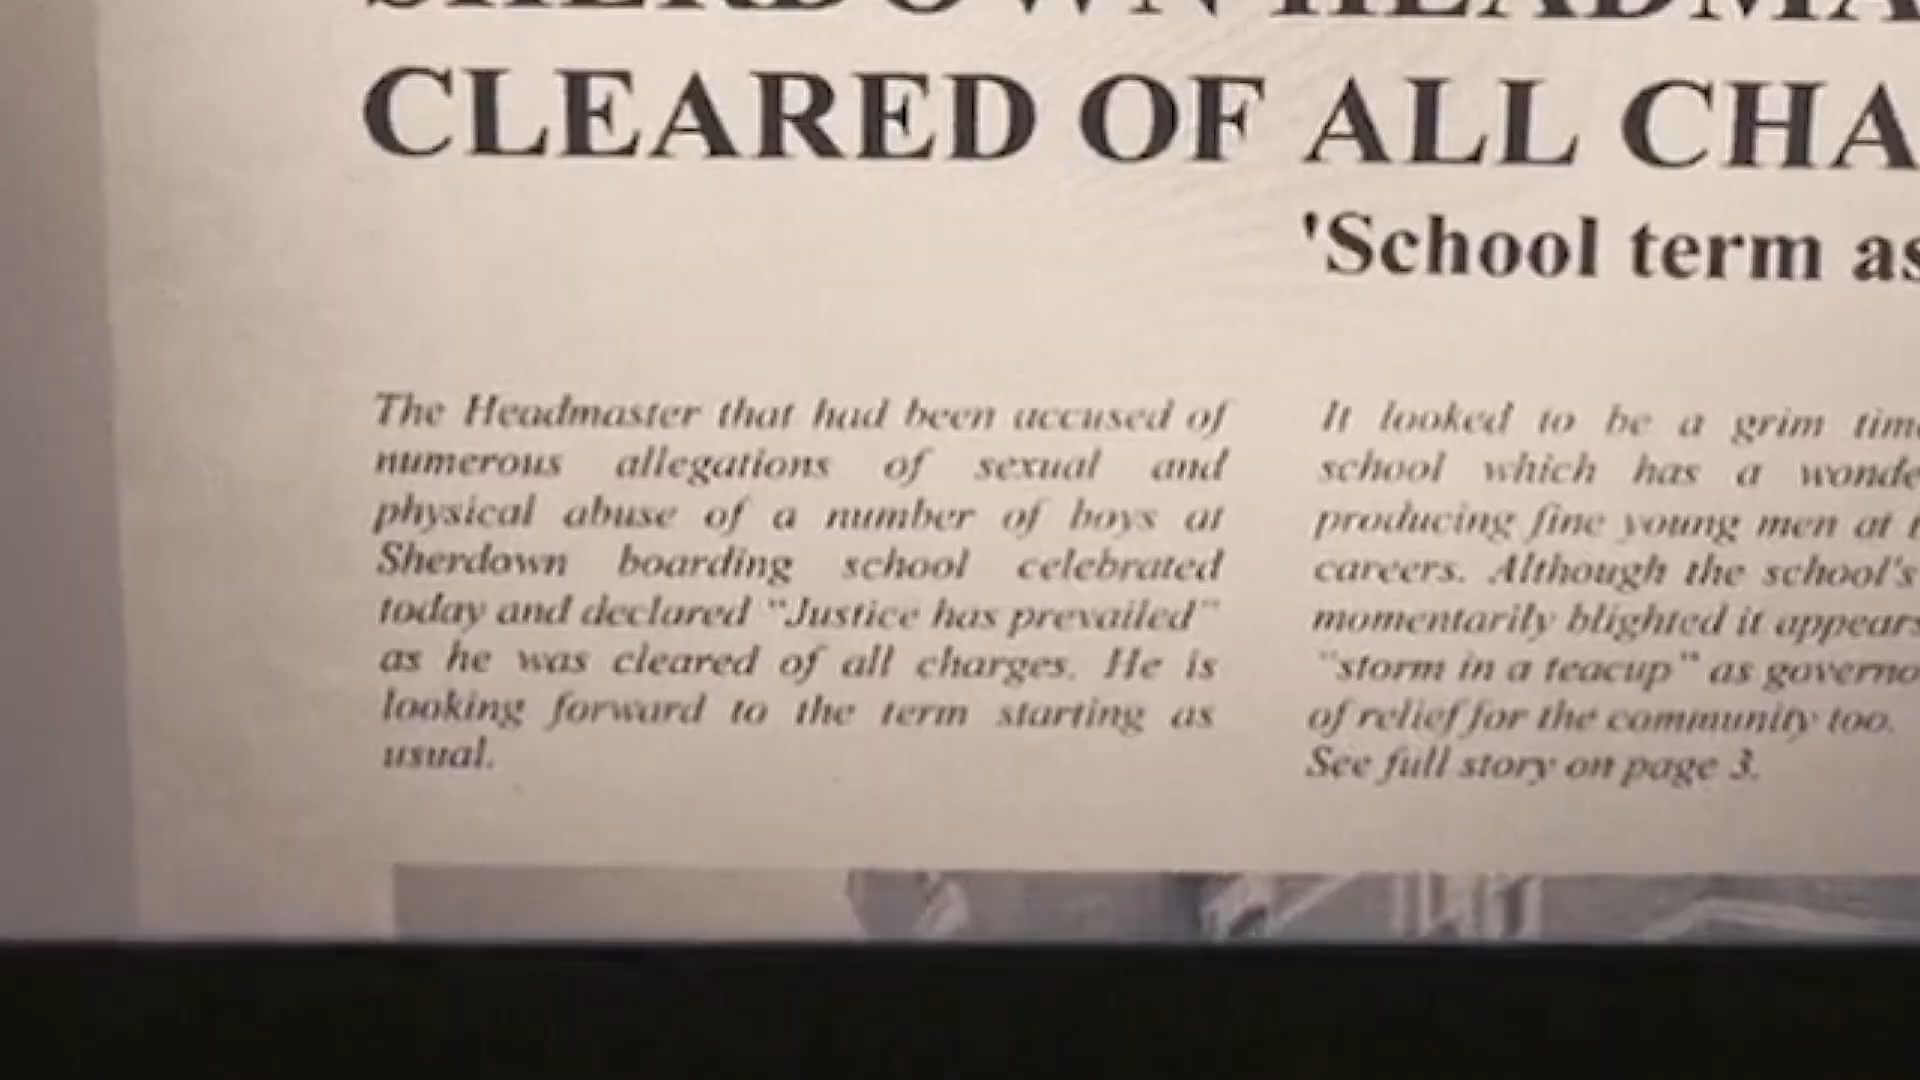 SHERDOWN HEADMA
CLEARED OF ALL CHA
'School term as
The Headmaster that had been accused of
numerous allegations of sexual and
physical abuse of a number of boys at
Sherdown boarding school celebrated
today and declared "Justice has prevailed"
as he was cleared of all charges. He is
looking forward to the term starting as
usual.
It looked to be a grim time
school which has a wonde
producing fine young men at
careers. Although the school's
momentarily blighted it appears
"storm in a teacup" as governo
of relief for the community too.
See full story on page 3.